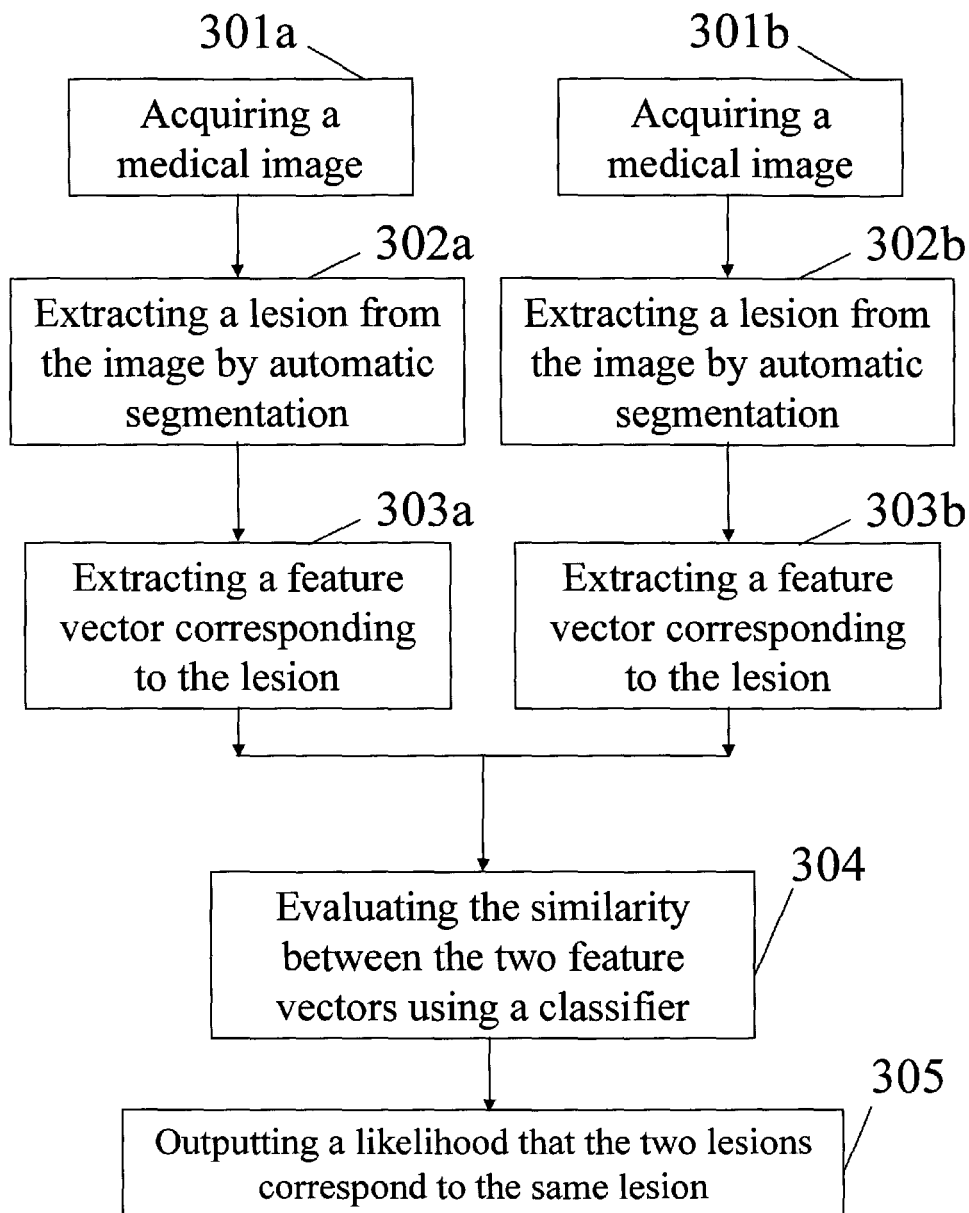 301a
301b
Acquiring a
medical image
Acquiring a
medical image
302a
302b
Extracting a lesion from
the image by automatic
segmentation
Extracting a lesion from
the image by automatic
segmentation
303a
303b
Extracting a feature
vector corresponding
to the lesion
Extracting a feature
vector corresponding
to the lesion
304
Evaluating the similarity
between the two feature
vectors using a classifier
305
Outputting a likelihood that the two lesions
correspond to the same lesion